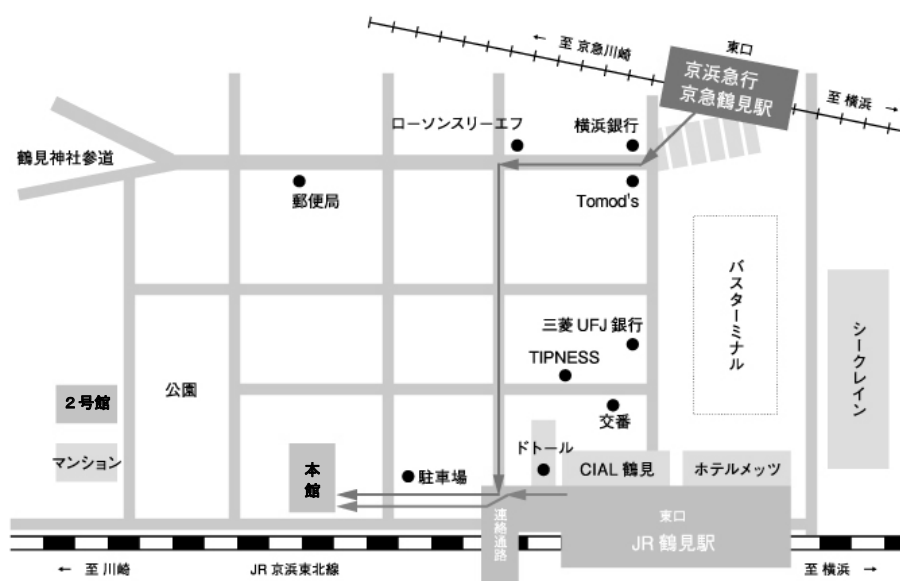 東口
← 至 京急川崎
京浜急行
京急鶴見駅
至 横浜 →
ローソンスリーエフ
横浜銀行
鶴見神社参道
郵便局
Tomod's
バスターミナル
シークレイン
三菱 UFJ 銀行
TIPNESS
公園
2号館
交番
マンション
本館
駐車場
ドトール
CIAL 鶴見
ホテルメッツ
連絡通路
東口
JR 鶴見駅
← 至 川崎
JR 京浜東北線
至 横浜 →